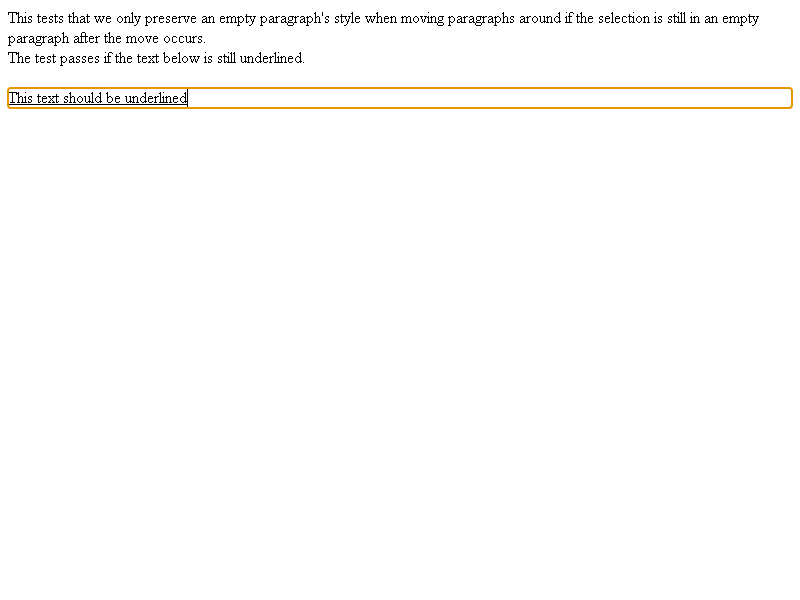 This tests that we only preserve an empty paragraph's style when moving paragraphs around if the selection is still in an empty
paragraph after the move occurs.
The test passes if the text below is still underlined.
This text should be underlined